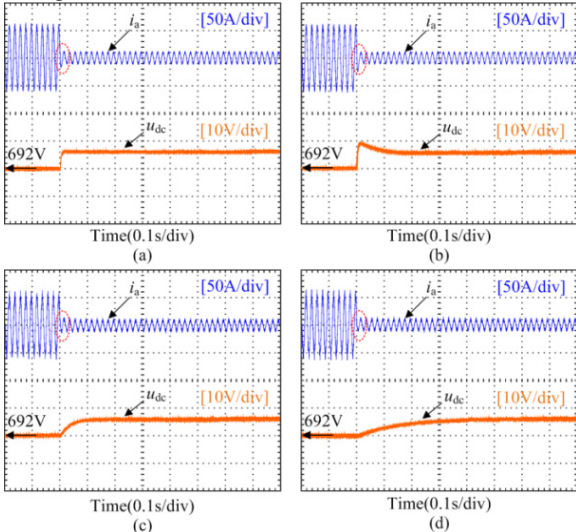 i_a [50A/div]
u_dc [10V/div]
692V
Time(0.1s/div)
(a)
i_a [50A/div]
u_dc [10V/div]
692V
Time(0.1s/div)
(b)
i_a [50A/div]
u_dc [10V/div]
692V
Time(0.1s/div)
(c)
i_a [50A/div]
u_dc [10V/div]
692V
Time(0.1s/div)
(d)